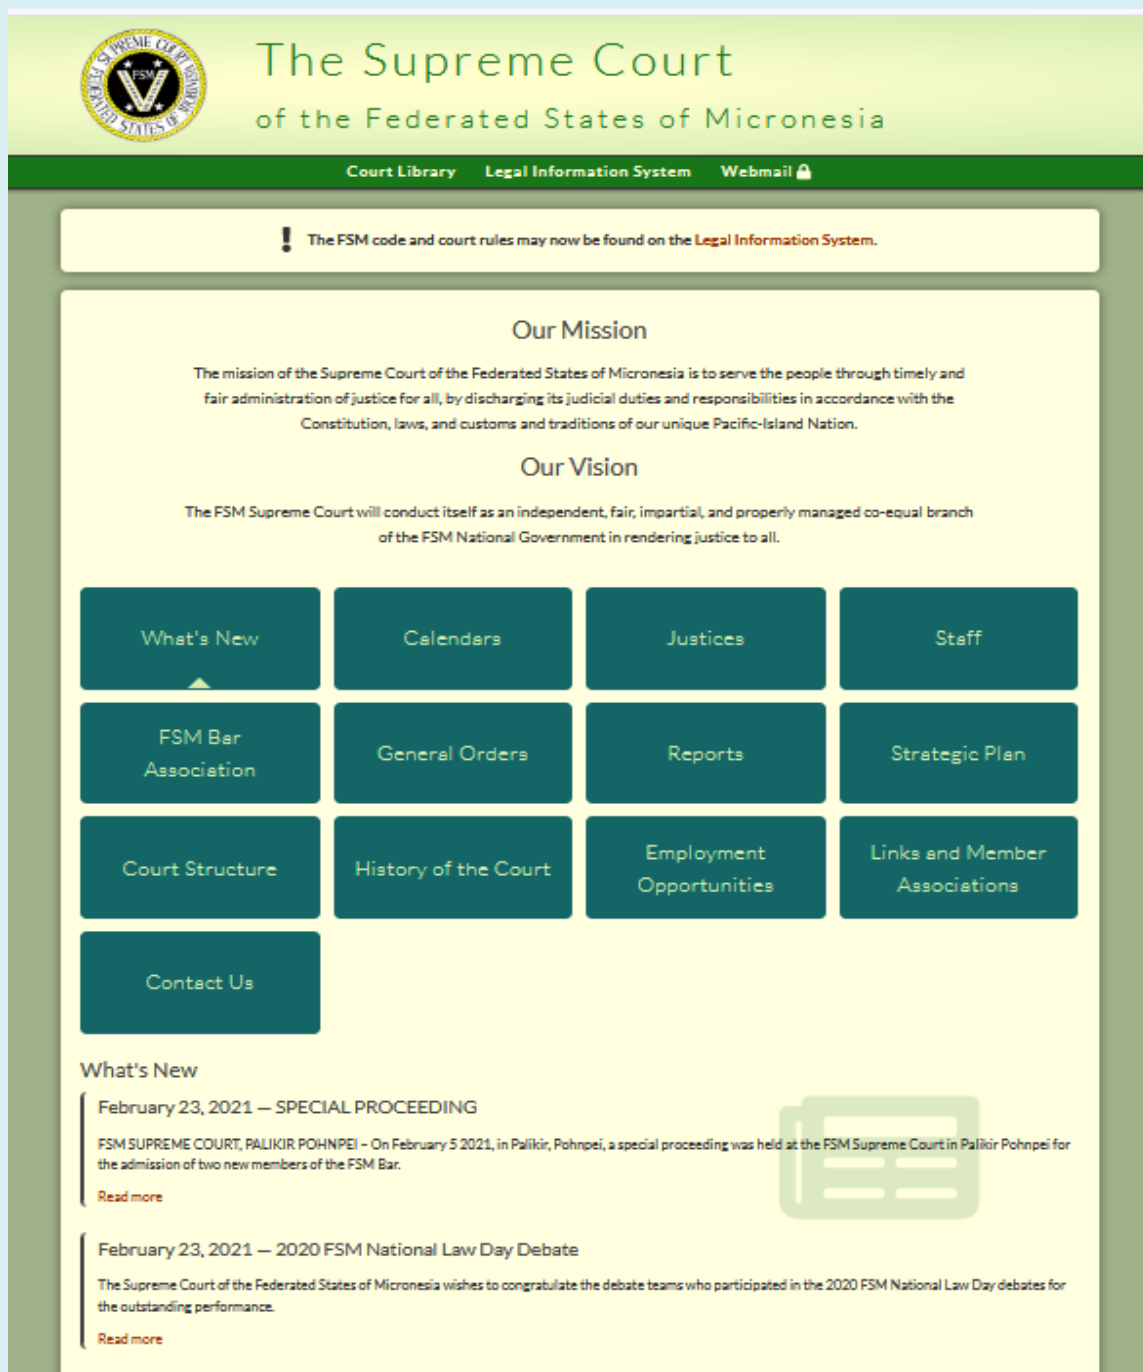 SUPREME COURT
FEDERATED STATES OF MICRONESIA
FSM
The Supreme Court
of the Federated States of Micronesia
Court Library Legal Information System Webmail
! The FSM code and court rules may now be found on the Legal Information System.
Our Mission
The mission of the Supreme Court of the Federated States of Micronesia is to serve the people through timely and
fair administration of justice for all, by discharging its judicial duties and responsibilities in accordance with the
Constitution, laws, and customs and traditions of our unique Pacific-Island Nation.
Our Vision
The FSM Supreme Court will conduct itself as an independent, fair, impartial, and properly managed co-equal branch
of the FSM National Government in rendering justice to all.
What's New
Calendars
Justices
Staff
FSM Bar
Association
General Orders
Reports
Strategic Plan
Court Structure
History of the Court
Employment
Opportunities
Links and Member
Associations
Contact Us
What's New
February 23, 2021 — SPECIAL PROCEEDING
FSM SUPREME COURT, PALIKIR POHNPEI – On February 5 2021, in Palikir, Pohnpei, a special proceeding was held at the FSM Supreme Court in Palikir Pohnpei for
the admission of two new members of the FSM Bar.
Read more
February 23, 2021 — 2020 FSM National Law Day Debate
The Supreme Court of the Federated States of Micronesia wishes to congratulate the debate teams who participated in the 2020 FSM National Law Day debates for
the outstanding performance.
Read more